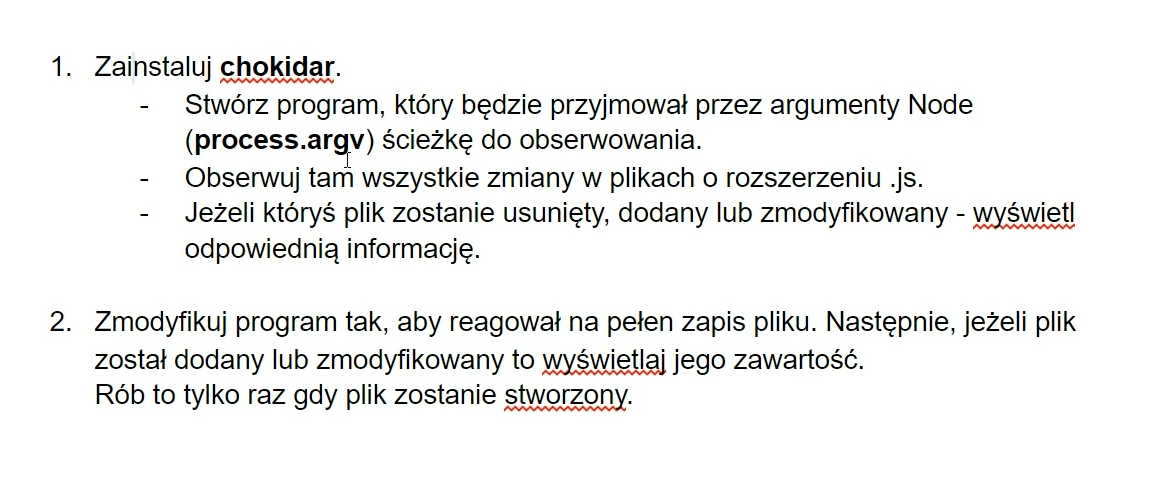 1. Zainstaluj chokidar.
- Stwórz program, który będzie przyjmował przez argumenty Node
(process.argv) ścieżkę do obserwowania.
- Obserwuj tam wszystkie zmiany w plikach o rozszerzeniu .js.
- Jeżeli któryś plik zostanie usunięty, dodany lub zmodyfikowany - wyświetl
odpowiednią informację.
2. Zmodyfikuj program tak, aby reagował na pełen zapis pliku. Następnie, jeżeli plik
został dodany lub zmodyfikowany to wyświetlaj jego zawartość.
Rób to tylko raz gdy plik zostanie stworzony.